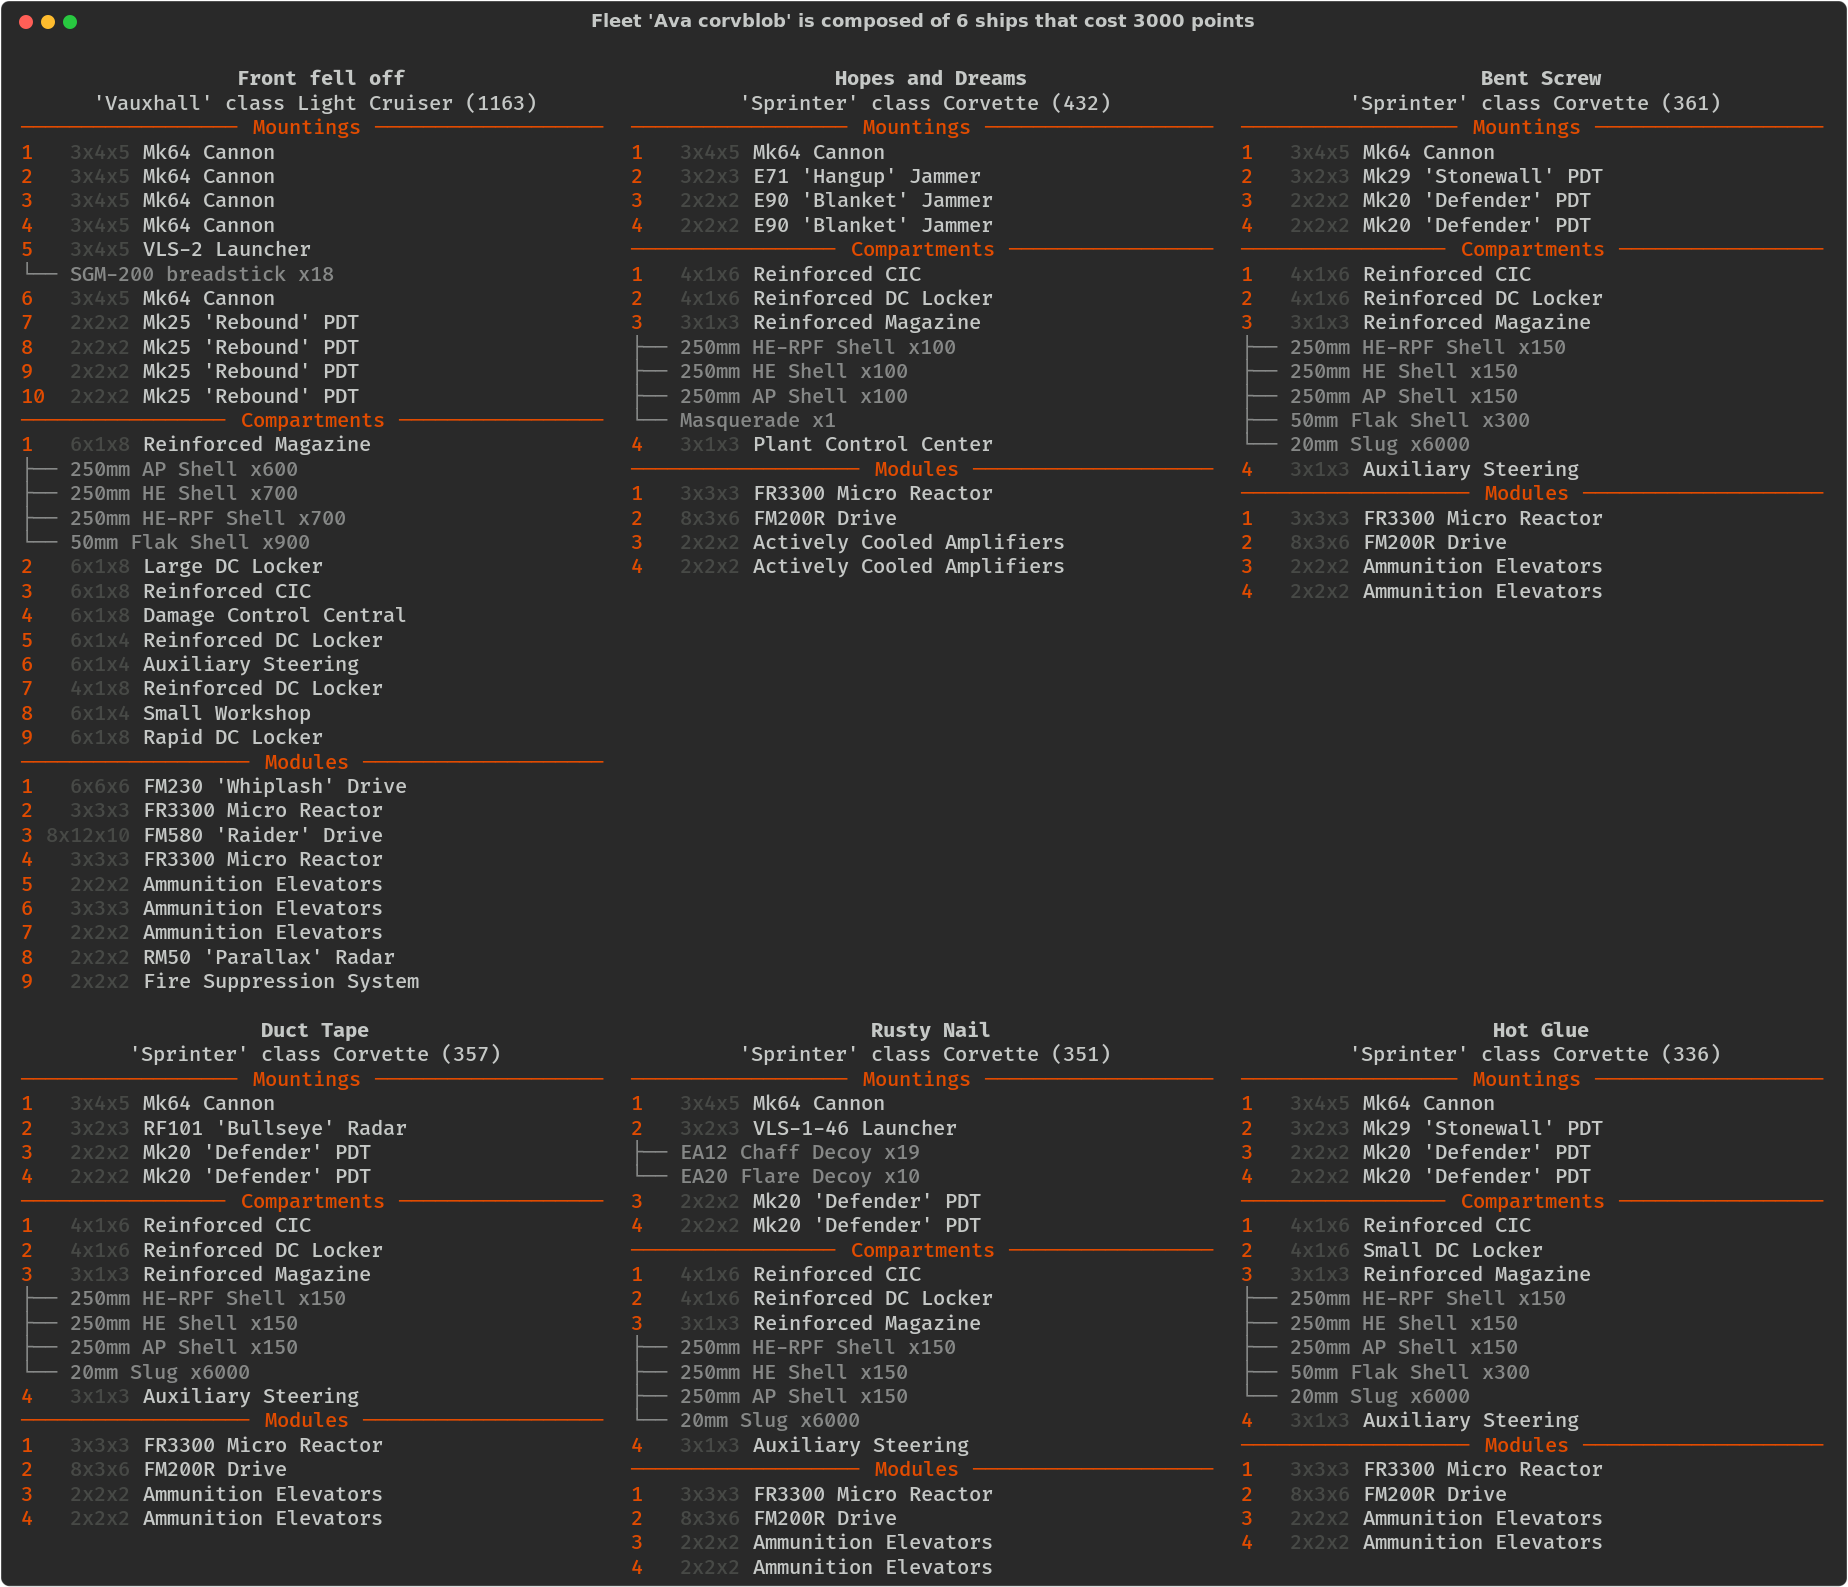 Fleet 'Ava corvblob' is composed of 6 ships that cost 3000 points
Front fell off
'Vauxhall' class Light Cruiser (1163)
Mountings
1 3x4x5 Mk64 Cannon
2 3x4x5 Mk64 Cannon
3 3x4x5 Mk64 Cannon
4 3x4x5 Mk64 Cannon
5 3x4x5 VLS-2 Launcher
SGM-200 breadstick x18
6 3x4x5 Mk64 Cannon
7 2x2x2 Mk25 'Rebound' PDT
8 2x2x2 Mk25 'Rebound' PDT
9 2x2x2 Mk25 'Rebound' PDT
10 2x2x2 Mk25 'Rebound' PDT
Compartments
1 6x1x8 Reinforced Magazine
250mm AP Shell x600
250mm HE Shell x700
250mm HE-RPF Shell x700
50mm Flak Shell x900
2 6x1x8 Large DC Locker
3 6x1x8 Reinforced CIC
4 6x1x8 Damage Control Central
5 6x1x4 Reinforced DC Locker
6 6x1x4 Auxiliary Steering
7 4x1x8 Reinforced DC Locker
8 6x1x4 Small Workshop
9 6x1x8 Rapid DC Locker
Modules
1 6x6x6 FM230 'Whiplash' Drive
2 3x3x3 FR3300 Micro Reactor
3 8x12x10 FM580 'Raider' Drive
4 3x3x3 FR3300 Micro Reactor
5 2x2x2 Ammunition Elevators
6 3x3x3 Ammunition Elevators
7 2x2x2 Ammunition Elevators
8 2x2x2 RM50 'Parallax' Radar
9 2x2x2 Fire Suppression System
Hopes and Dreams
'Sprinter' class Corvette (432)
Mountings
1 3x4x5 Mk64 Cannon
2 3x2x3 E71 'Hangup' Jammer
3 2x2x2 E90 'Blanket' Jammer
4 2x2x2 E90 'Blanket' Jammer
Compartments
1 4x1x6 Reinforced CIC
2 4x1x6 Reinforced DC Locker
3 3x1x3 Reinforced Magazine
250mm HE-RPF Shell x100
250mm HE Shell x100
250mm AP Shell x100
Masquerade x1
4 3x1x3 Plant Control Center
Modules
1 3x3x3 FR3300 Micro Reactor
2 8x3x6 FM200R Drive
3 2x2x2 Actively Cooled Amplifiers
4 2x2x2 Actively Cooled Amplifiers
Bent Screw
'Sprinter' class Corvette (361)
Mountings
1 3x4x5 Mk64 Cannon
2 3x2x3 Mk29 'Stonewall' PDT
3 2x2x2 Mk20 'Defender' PDT
4 2x2x2 Mk20 'Defender' PDT
Compartments
1 4x1x6 Reinforced CIC
2 4x1x6 Reinforced DC Locker
3 3x1x3 Reinforced Magazine
250mm HE-RPF Shell x150
250mm HE Shell x150
250mm AP Shell x150
50mm Flak Shell x300
20mm Slug x6000
4 3x1x3 Auxiliary Steering
Modules
1 3x3x3 FR3300 Micro Reactor
2 8x3x6 FM200R Drive
3 2x2x2 Ammunition Elevators
4 2x2x2 Ammunition Elevators
Duct Tape
'Sprinter' class Corvette (357)
Mountings
1 3x4x5 Mk64 Cannon
2 3x2x3 RF101 'Bullseye' Radar
3 2x2x2 Mk20 'Defender' PDT
4 2x2x2 Mk20 'Defender' PDT
Compartments
1 4x1x6 Reinforced CIC
2 4x1x6 Reinforced DC Locker
3 3x1x3 Reinforced Magazine
250mm HE-RPF Shell x150
250mm HE Shell x150
250mm AP Shell x150
20mm Slug x6000
4 3x1x3 Auxiliary Steering
Modules
1 3x3x3 FR3300 Micro Reactor
2 8x3x6 FM200R Drive
3 2x2x2 Ammunition Elevators
4 2x2x2 Ammunition Elevators
Rusty Nail
'Sprinter' class Corvette (351)
Mountings
1 3x4x5 Mk64 Cannon
2 3x2x3 VLS-1-46 Launcher
EA12 Chaff Decoy x19
EA20 Flare Decoy x10
3 2x2x2 Mk20 'Defender' PDT
4 2x2x2 Mk20 'Defender' PDT
Compartments
1 4x1x6 Reinforced CIC
2 4x1x6 Reinforced DC Locker
3 3x1x3 Reinforced Magazine
250mm HE-RPF Shell x150
250mm HE Shell x150
250mm AP Shell x150
20mm Slug x6000
4 3x1x3 Auxiliary Steering
Modules
1 3x3x3 FR3300 Micro Reactor
2 8x3x6 FM200R Drive
3 2x2x2 Ammunition Elevators
4 2x2x2 Ammunition Elevators
Hot Glue
'Sprinter' class Corvette (336)
Mountings
1 3x4x5 Mk64 Cannon
2 3x2x3 Mk29 'Stonewall' PDT
3 2x2x2 Mk20 'Defender' PDT
4 2x2x2 Mk20 'Defender' PDT
Compartments
1 4x1x6 Reinforced CIC
2 4x1x6 Small DC Locker
3 3x1x3 Reinforced Magazine
250mm HE-RPF Shell x150
250mm HE Shell x150
250mm AP Shell x150
50mm Flak Shell x300
20mm Slug x6000
4 3x1x3 Auxiliary Steering
Modules
1 3x3x3 FR3300 Micro Reactor
2 8x3x6 FM200R Drive
3 2x2x2 Ammunition Elevators
4 2x2x2 Ammunition Elevators